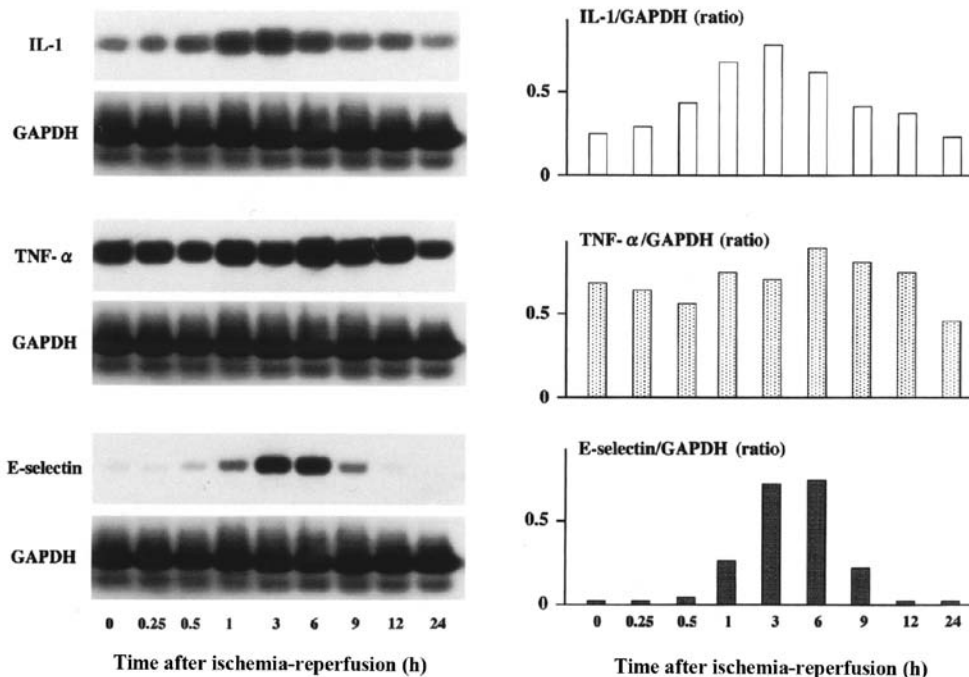 IL-1
GAPDH
TNF- α
GAPDH
E-selectin
GAPDH
0 0.25 0.5 1 3 6 9 12 24
Time after ischemia-reperfusion (h)
IL-1/GAPDH (ratio)
0.5
0
TNF- α/GAPDH (ratio)
0.5
0
E-selectin/GAPDH (ratio)
0.5
0
0 0.25 0.5 1 3 6 9 12 24
Time after ischemia-reperfusion (h)